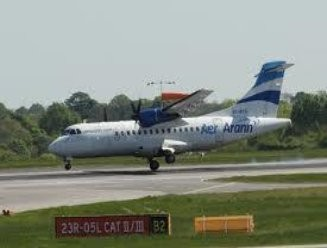 Aer Arann
23R-05L CAT II/III B2